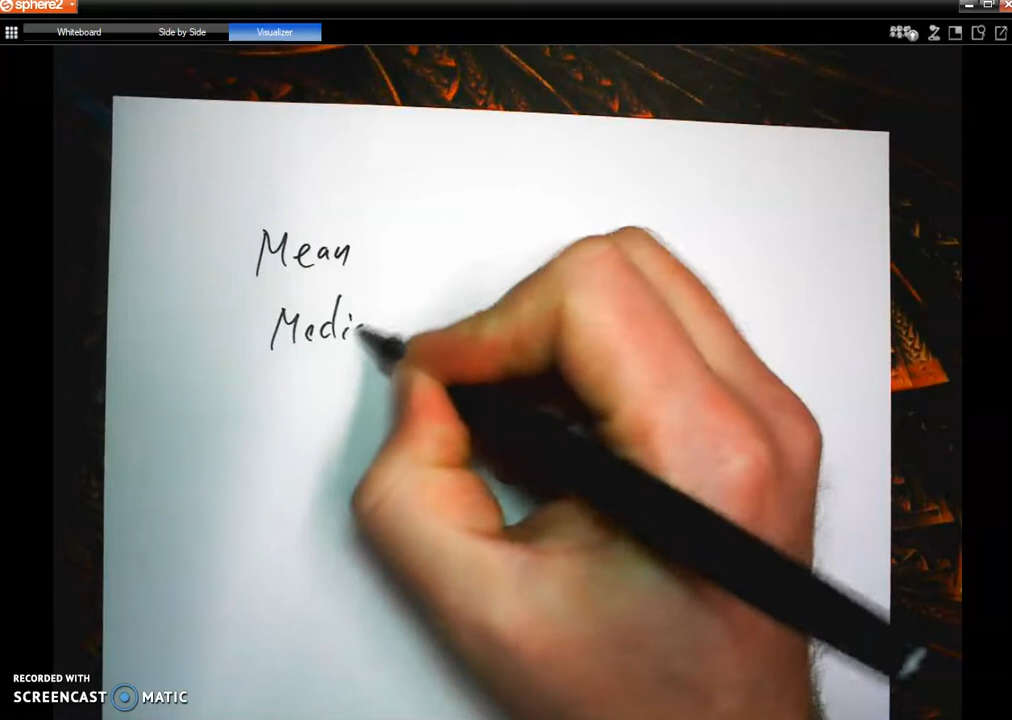 sphere2
Whiteboard Side by Side Visualizer
Mean
Medi
RECORDED WITH
SCREENCAST MATIC